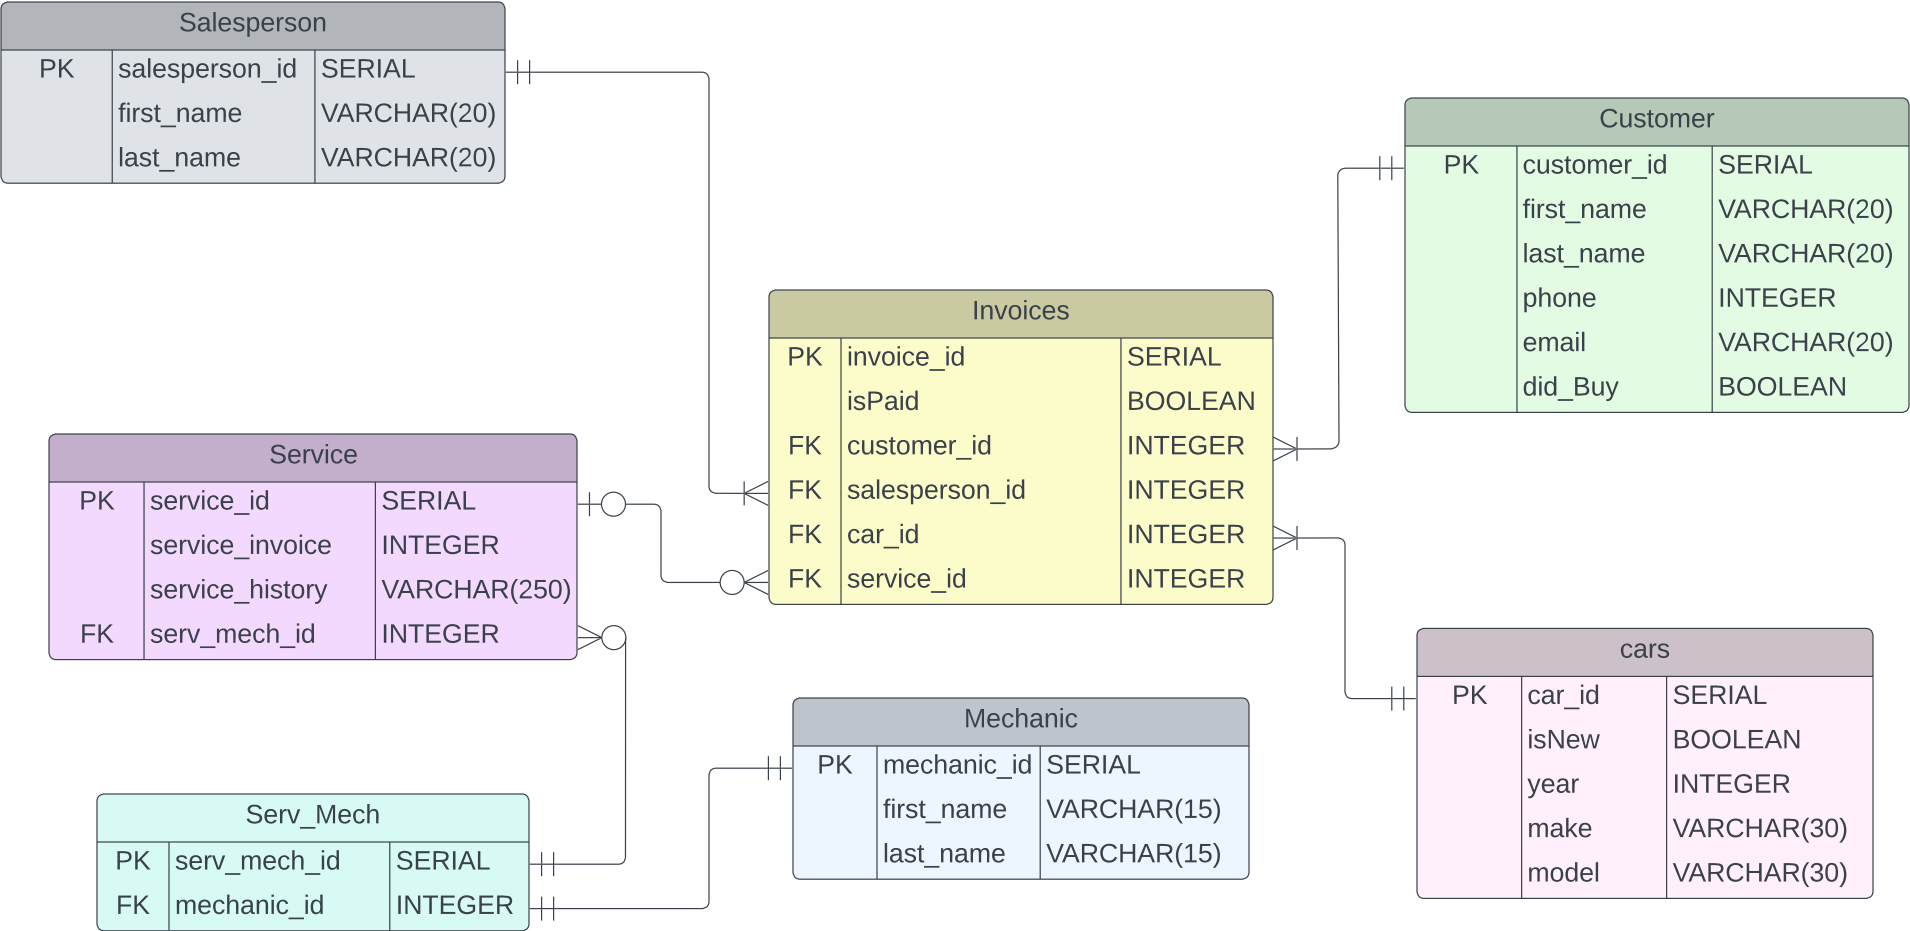 Salesperson
PK salesperson_id SERIAL
first_name VARCHAR(20)
last_name VARCHAR(20)
Customer
PK customer_id SERIAL
first_name VARCHAR(20)
last_name VARCHAR(20)
phone INTEGER
email VARCHAR(20)
did_Buy BOOLEAN
Invoices
PK invoice_id SERIAL
isPaid BOOLEAN
FK customer_id INTEGER
FK salesperson_id INTEGER
FK car_id INTEGER
FK service_id INTEGER
Service
PK service_id SERIAL
service_invoice INTEGER
service_history VARCHAR(250)
FK serv_mech_id INTEGER
cars
PK car_id SERIAL
isNew BOOLEAN
year INTEGER
make VARCHAR(30)
model VARCHAR(30)
Mechanic
PK mechanic_id SERIAL
first_name VARCHAR(15)
last_name VARCHAR(15)
Serv_Mech
PK serv_mech_id SERIAL
FK mechanic_id INTEGER